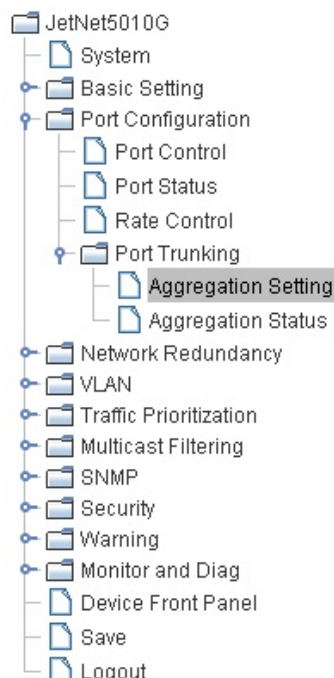 JetNet5010G
System
Basic Setting
Port Configuration
Port Control
Port Status
Rate Control
Port Trunking
Aggregation Setting
Aggregation Status
Network Redundancy
VLAN
Traffic Prioritization
Multicast Filtering
SNMP
Security
Warning
Monitor and Diag
Device Front Panel
Save
Logout